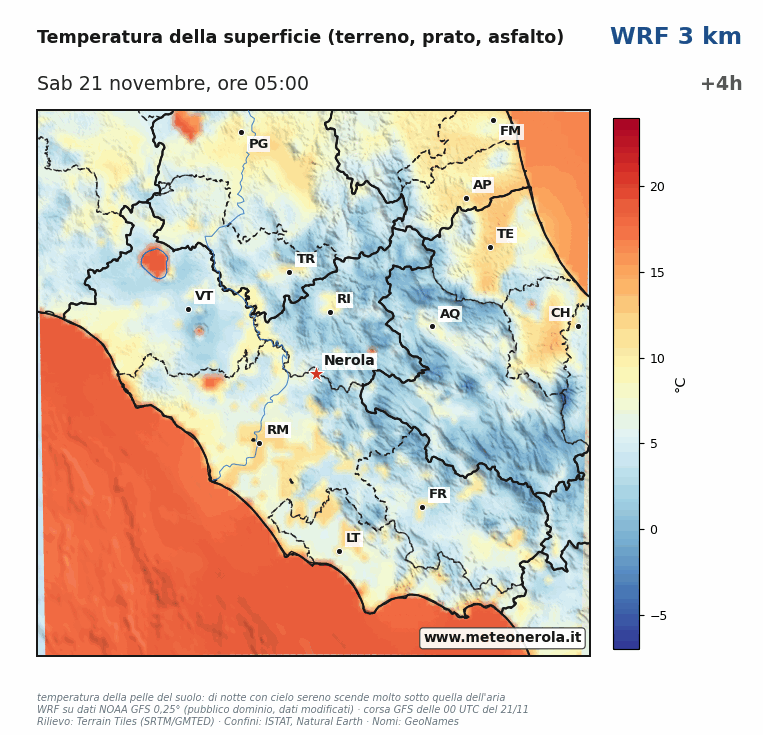 Temperatura della superficie (terreno, prato, asfalto)
WRF 3 km
Sab 21 novembre, ore 05:00
+4h
FM
PG
AP
TE
TR
VT
RI
AQ
CH
Nerola
RM
FR
LT
20
15
10
5
0
−5
°C
www.meteonerola.it
temperatura della pelle del suolo: di notte con cielo sereno scende molto sotto quella dell'aria
WRF su dati NOAA GFS 0,25° (pubblico dominio, dati modificati) · corsa GFS delle 00 UTC del 21/11
Rilievo: Terrain Tiles (SRTM/GMTED) · Confini: ISTAT, Natural Earth · Nomi: GeoNames